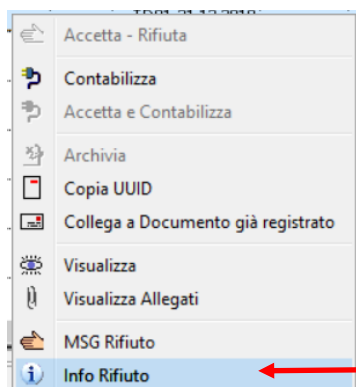 Accetta - Rifiuta
Contabilizza
Accetta e Contabilizza
Archivia
Copia UUID
Collega a Documento già registrato
Visualizza
Visualizza Allegati
MSG Rifiuto
Info Rifiuto